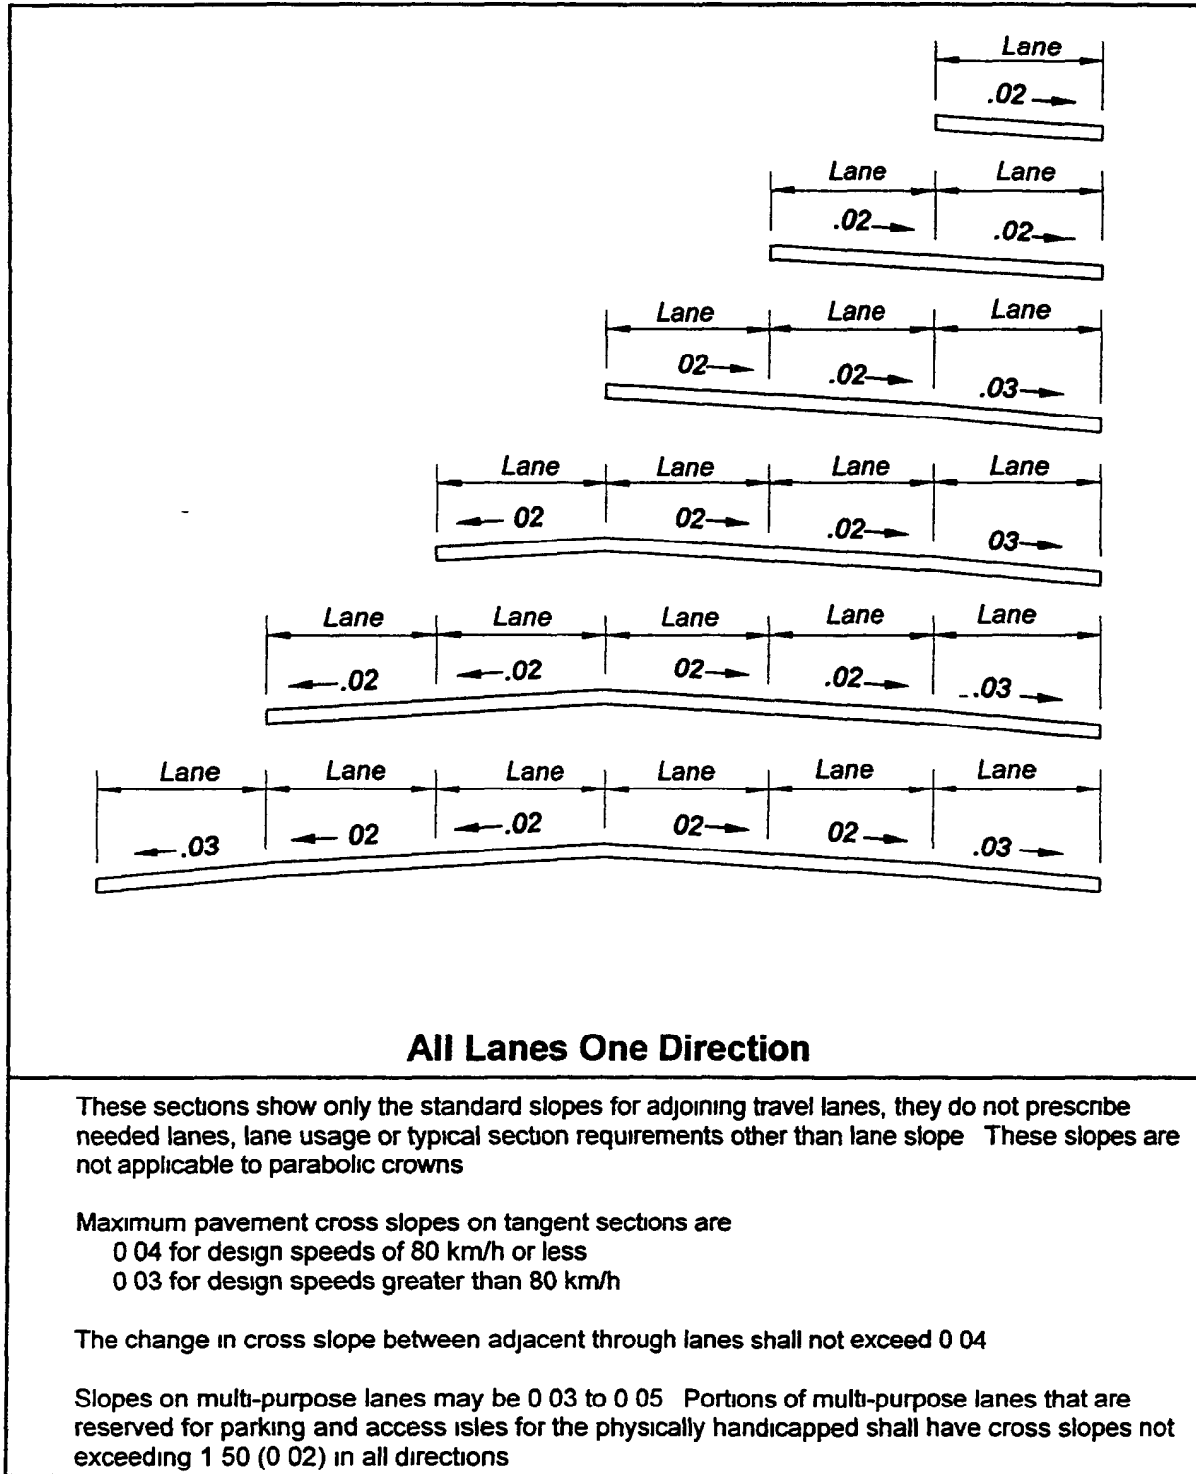 Lane
.02
Lane Lane
.02 .02
Lane Lane Lane
02 .02 .03
Lane Lane Lane Lane
02 02 .02 03
Lane Lane Lane Lane Lane
.02 .02 02 .02 .03
Lane Lane Lane Lane Lane Lane
.03 02 .02 02 02 .03
All Lanes One Direction
These sections show only the standard slopes for adjoining travel lanes, they do not prescribe
needed lanes, lane usage or typical section requirements other than lane slope These slopes are
not applicable to parabolic crowns
Maximum pavement cross slopes on tangent sections are
0 04 for design speeds of 80 km/h or less
0 03 for design speeds greater than 80 km/h
The change in cross slope between adjacent through lanes shall not exceed 0 04
Slopes on multi-purpose lanes may be 0 03 to 0 05 Portions of multi-purpose lanes that are
reserved for parking and access isles for the physically handicapped shall have cross slopes not
exceeding 1 50 (0 02) in all directions